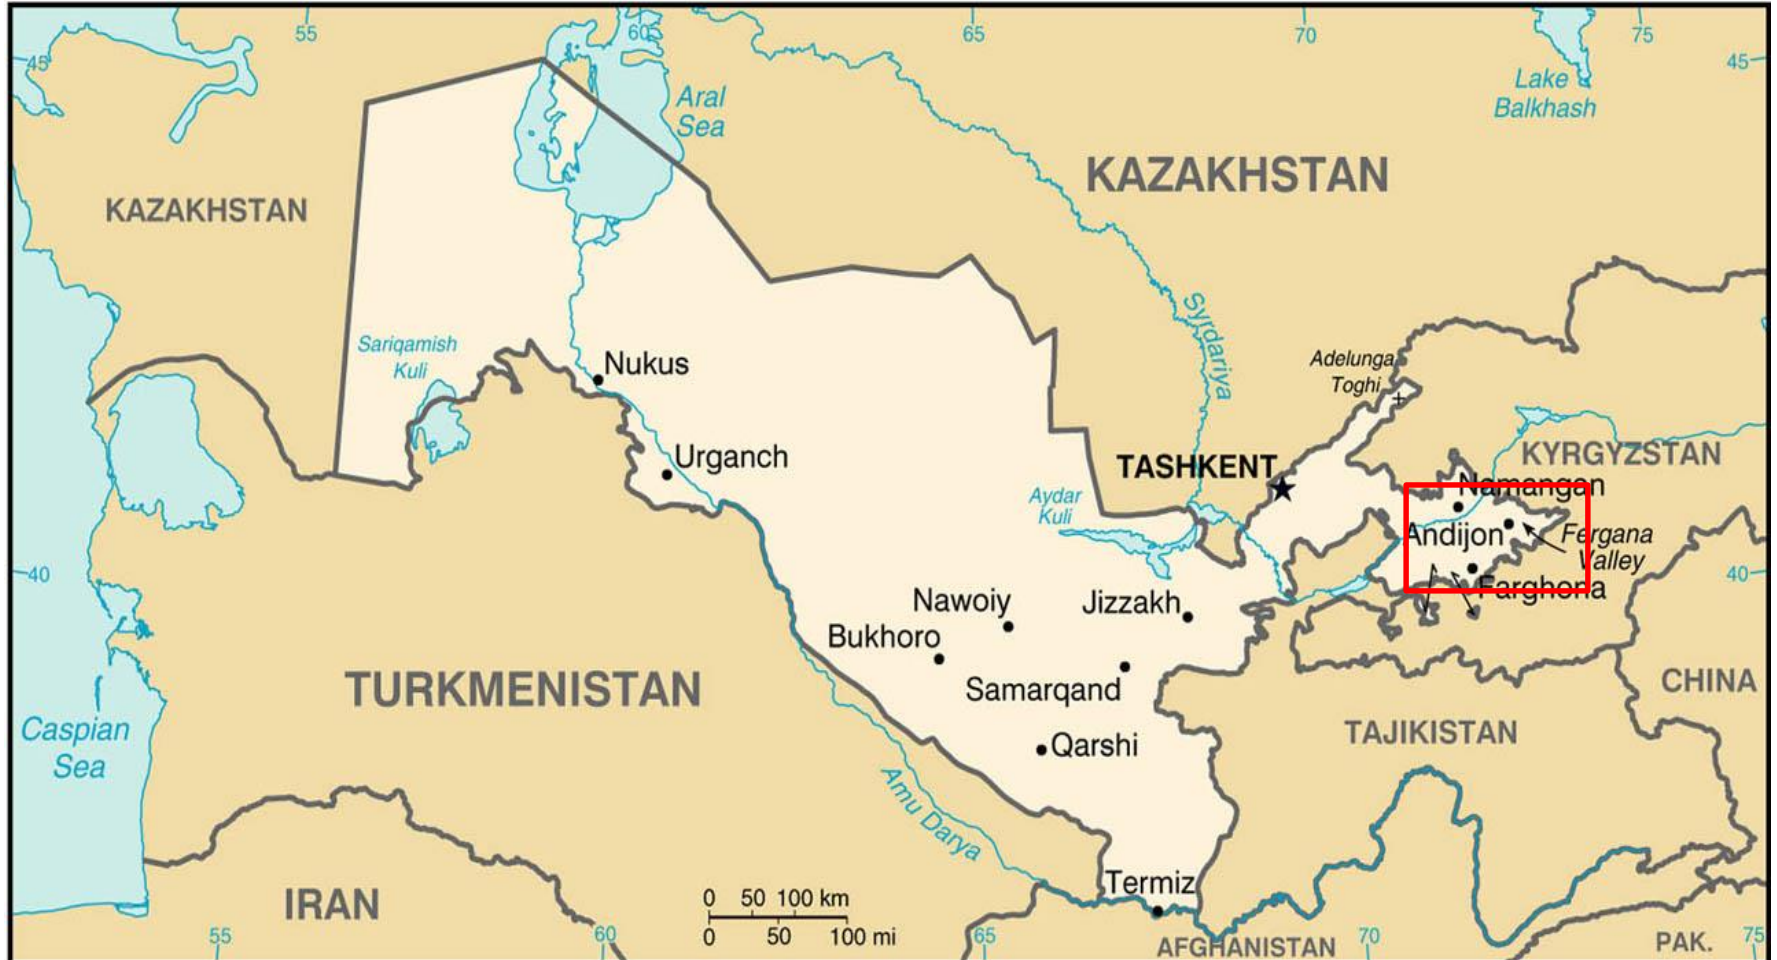 55
60
65
70
75
45
45
Aral
Sea
Lake
Balkhash
KAZAKHSTAN
KAZAKHSTAN
Syrdariya
Sariqamish
Kuli
Nukus
Adelunga
Toghi
Urganch
TASHKENT
KYRGYZSTAN
Namangan
Aydar
Kuli
Andijon
Fergana
Valley
40
40
Farghona
Nawoiy
Jizzakh
Bukhoro
Samarqand
TURKMENISTAN
CHINA
Caspian
Sea
TAJIKISTAN
Qarshi
Amu Darya
Termiz
IRAN
0 50 100 km
0 50 100 mi
55
60
65
70
75
AFGHANISTAN
PAK.